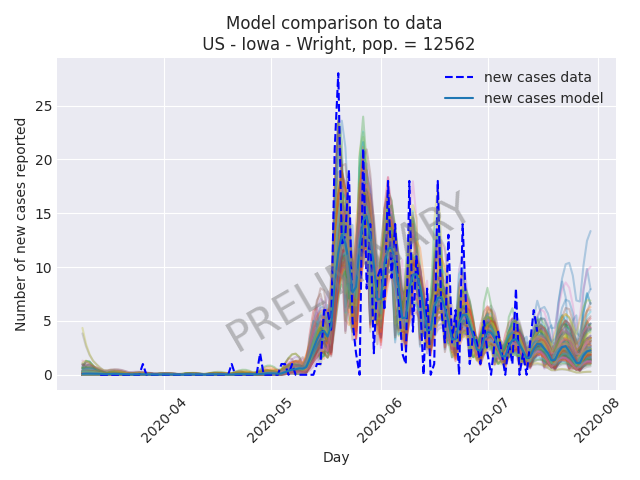 Model comparison to data
US - Iowa - Wright, pop. = 12562
new cases data
new cases model
Number of new cases reported
25
20
15
10
5
0
PRELIMINARY
2020-04
2020-05
2020-06
2020-07
2020-08
Day